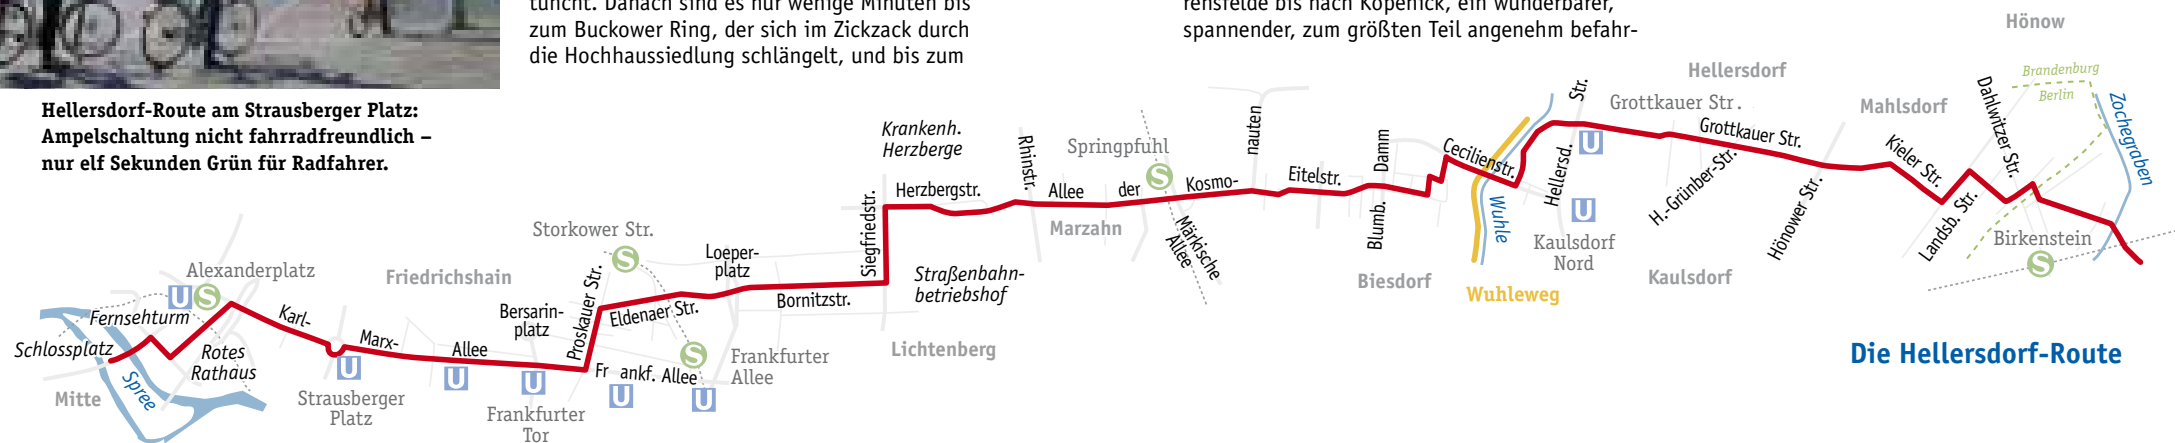 tüncht. Danach sind es nur wenige Minuten bis
zum Buckower Ring, der sich im Zickzack durch
die Hochhaussiedlung schlängelt, und bis zum
rensfelde bis nach Köpenick, ein wunderbarer,
spannender, zum größten Teil angenehm befahr-
Hellersdorf-Route am Strausberger Platz:
Ampelschaltung nicht fahrradfreundlich –
nur elf Sekunden Grün für Radfahrer.
Schlossplatz
Mitte
Spree
Fernsehturm
U
S
Alexanderplatz
Rotes
Rathaus
Karl-
Marx-
Allee
Friedrichshain
U
Strausberger
Platz
U
U
Frankfurter
Tor
Bersarin-
platz
Proskauer Str.
Storkower Str.
S
Eldenaer Str.
Fr ankf. Allee
U
S
U
Frankfurter
Allee
Loeper-
platz
Bornitzstr.
Siegfriedstr.
Straßenbahn-
betriebshof
Lichtenberg
Krankenh.
Herzberge
Herzbergstr.
Rhinstr.
Allee
der
Kosmo-
nauten
Marzahn
Springpfuhl
S
Märkische
Allee
Eitelstr.
Blumb.
Damm
Biesdorf
Cecilienstr.
Wuhle
Wuhleweg
Hellersd.
Str.
U
U
Kaulsdorf
Nord
Hellersdorf
Grottkauer Str.
Grottkauer Str.
H.-Grünber-Str.
Kaulsdorf
Hönower Str.
Mahlsdorf
Kieler Str.
Landsb. Str.
Dahlwitzer Str.
Hönow
Brandenburg
Berlin
Zochegraben
Birkenstein
S
Die Hellersdorf-Route